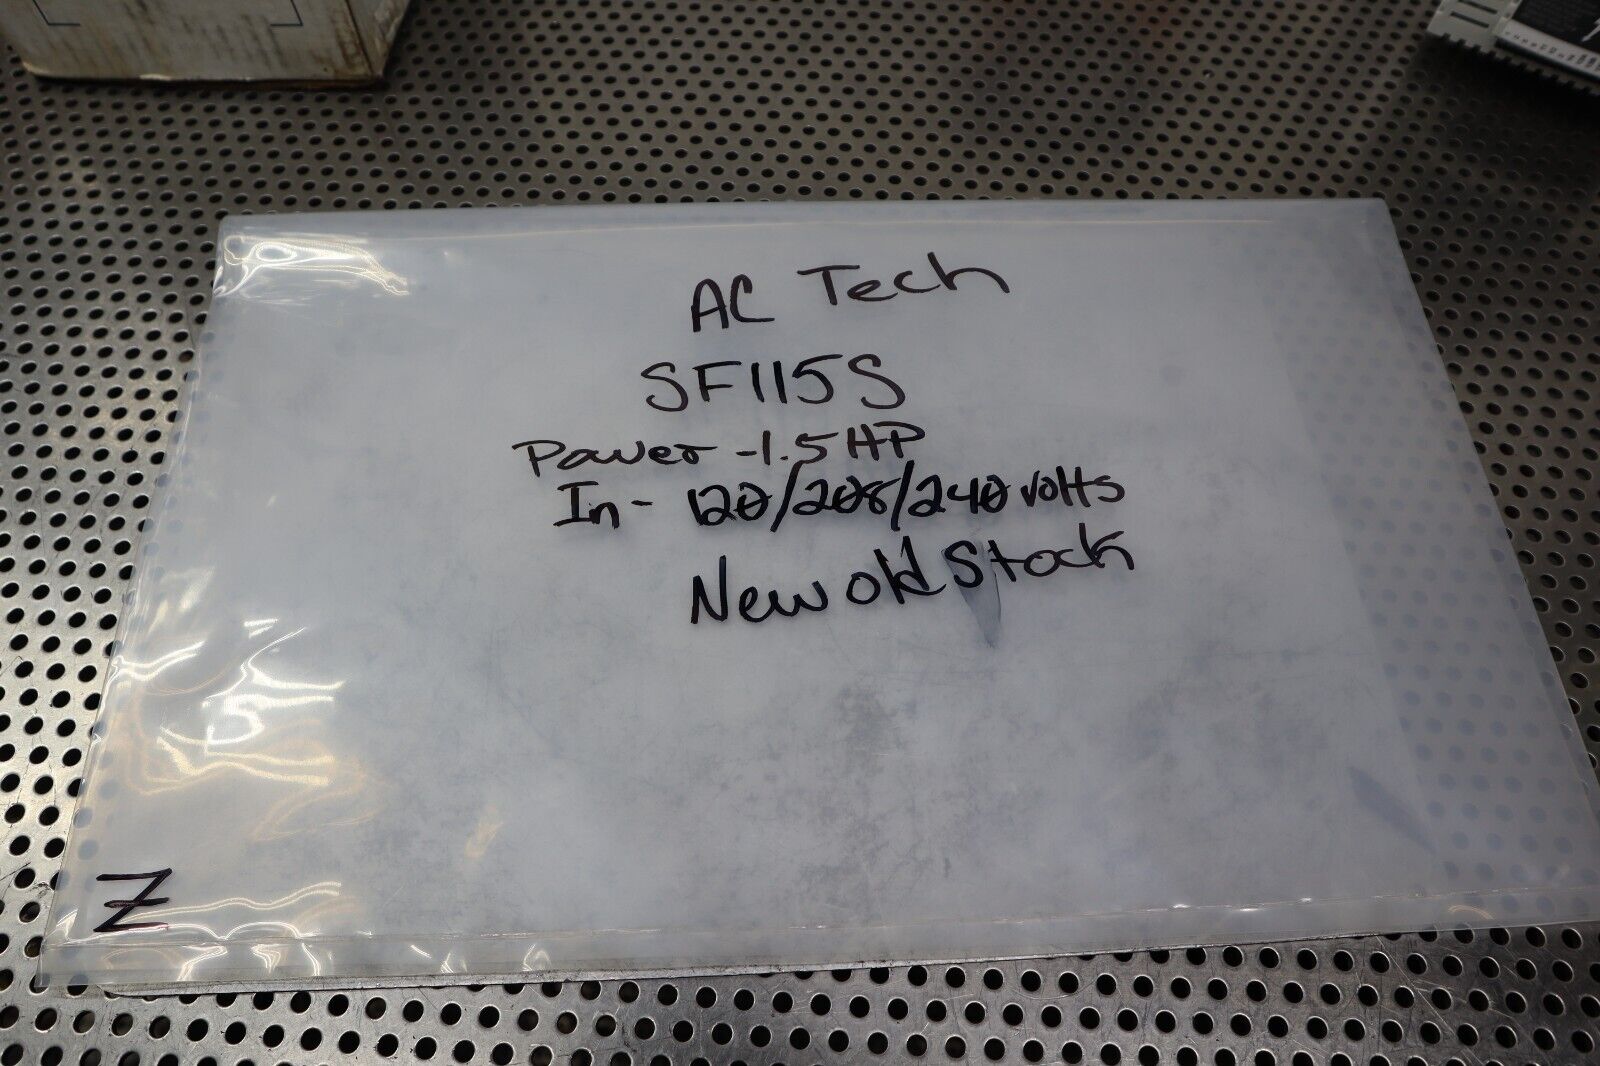 AC Tech
SF115S
Power - 1.5 HP
In - 120/208/240 volts
New old Stock
Z